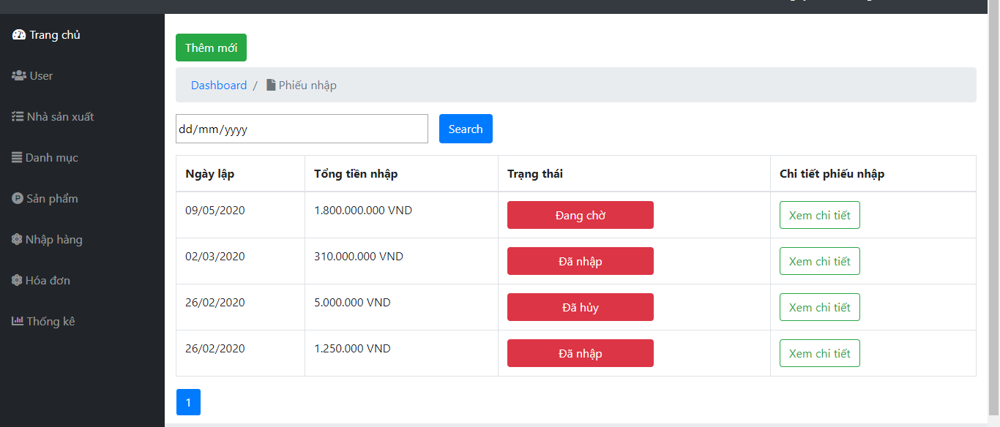 Trang chủ
User
Nhà sản xuất
Danh mục
Sản phẩm
Nhập hàng
Hóa đơn
Thống kê
Thêm mới
Dashboard / Phiếu nhập
dd/mm/yyyy Search
Ngày lập Tổng tiền nhập Trạng thái Chi tiết phiếu nhập
09/05/2020 1.800.000.000 VND Đang chờ Xem chi tiết
02/03/2020 310.000.000 VND Đã nhập Xem chi tiết
26/02/2020 5.000.000 VND Đã hủy Xem chi tiết
26/02/2020 1.250.000 VND Đã nhập Xem chi tiết
1